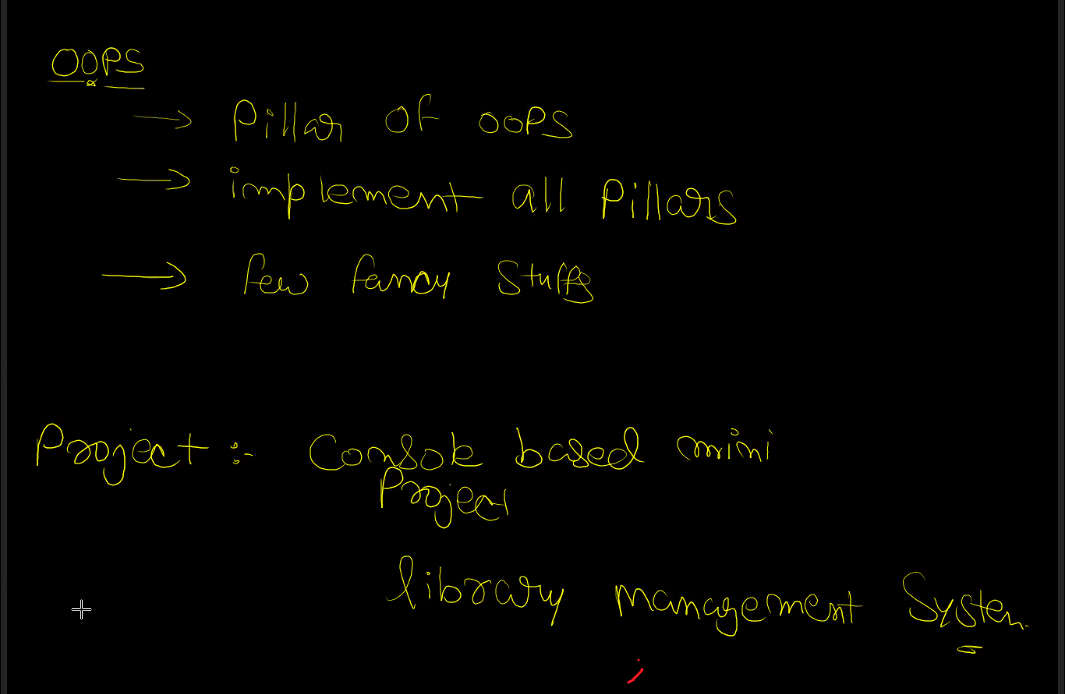 OOPS
→ Pillar of OOPS
→ implement all Pillars
→ few fancy Stuffs
Project :- Console based mini
Project
library management System